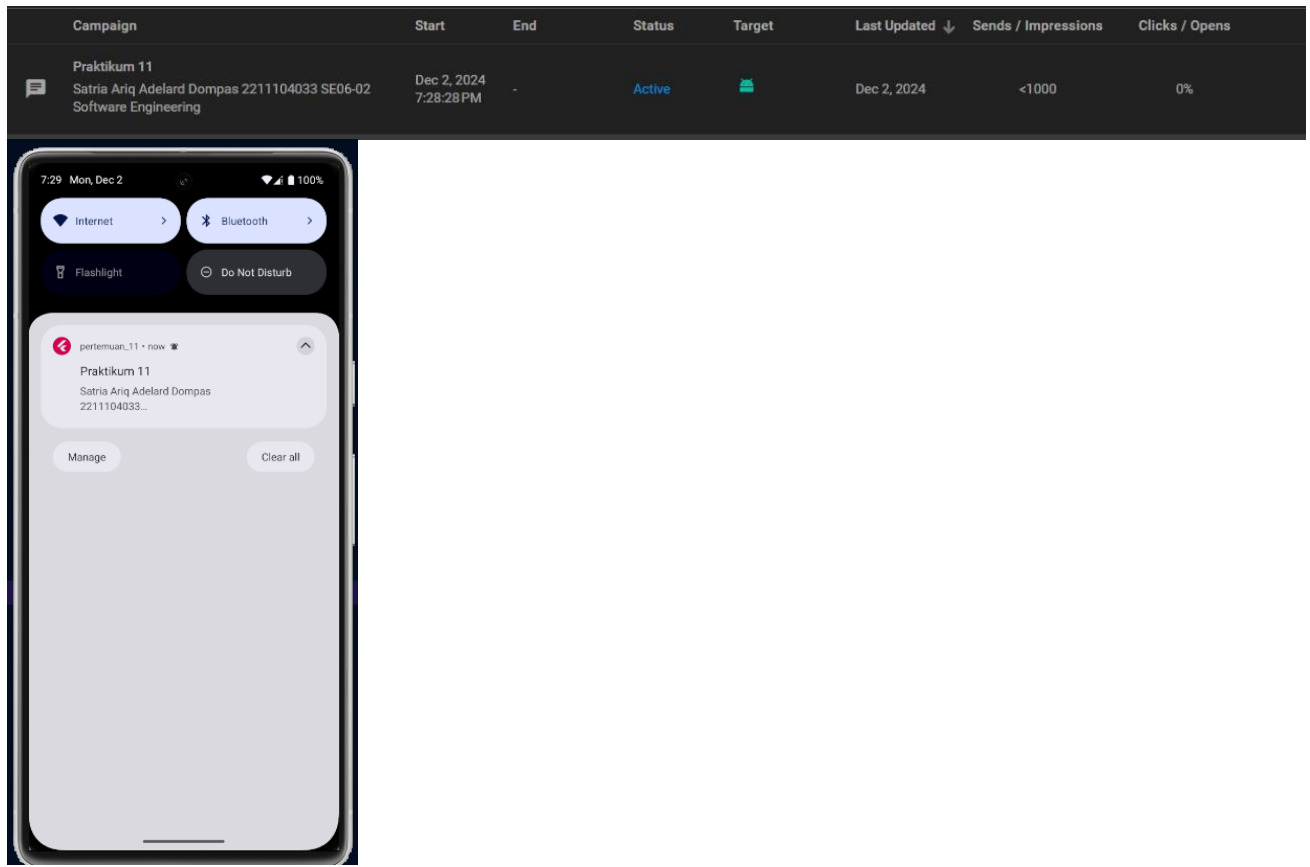 Campaign Start End Status Target Last Updated Sends / Impressions Clicks / Opens
Praktikum 11
Satria Ariq Adelard Dompas 2211104033 SE06-02
Software Engineering
Dec 2, 2024
7:28:28 PM
-
Active
Dec 2, 2024
<1000
0%
7:29 Mon, Dec 2 100%
Internet
Bluetooth
Flashlight
Do Not Disturb
pertemuan_11 • now
Praktikum 11
Satria Ariq Adelard Dompas
2211104033...
Manage
Clear all